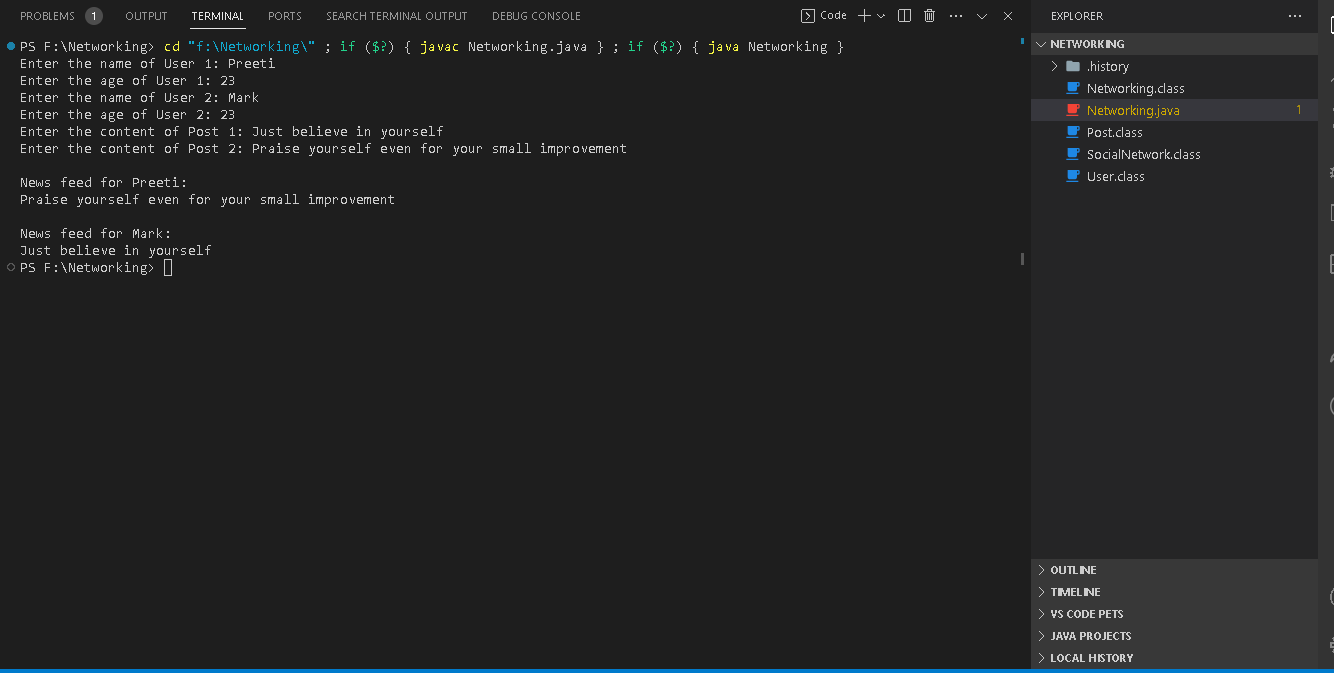 PROBLEMS 1 OUTPUT TERMINAL PORTS SEARCH TERMINAL OUTPUT DEBUG CONSOLE Code
PS F:\Networking> cd "f:\Networking\" ; if ($?) { javac Networking.java } ; if ($?) { java Networking }
Enter the name of User 1: Preeti
Enter the age of User 1: 23
Enter the name of User 2: Mark
Enter the age of User 2: 23
Enter the content of Post 1: Just believe in yourself
Enter the content of Post 2: Praise yourself even for your small improvement
News feed for Preeti:
Praise yourself even for your small improvement
News feed for Mark:
Just believe in yourself
PS F:\Networking>
EXPLORER
NETWORKING
.history
Networking.class
Networking.java 1
Post.class
SocialNetwork.class
User.class
OUTLINE
TIMELINE
VS CODE PETS
JAVA PROJECTS
LOCAL HISTORY